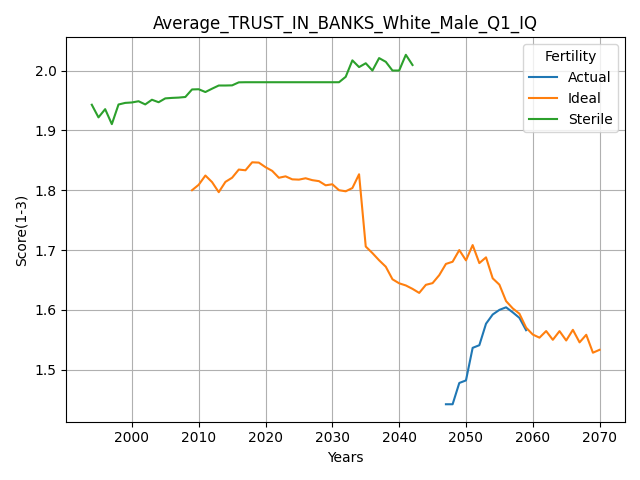 Average_TRUST_IN_BANKS_White_Male_Q1_IQ
Fertility
Actual
Ideal
Sterile
Score(1-3)
2.0
1.9
1.8
1.7
1.6
1.5
2000 2010 2020 2030 2040 2050 2060 2070
Years